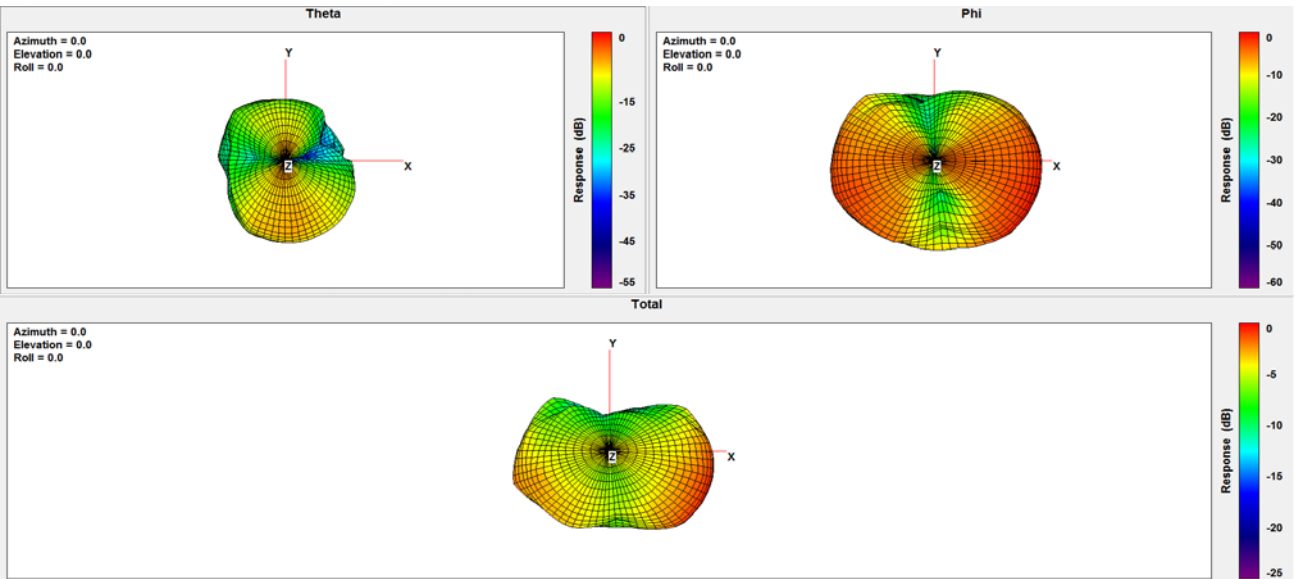 Theta
Azimuth = 0.0
Elevation = 0.0
Roll = 0.0
Y
X
Z
Response (dB)
0
-15
-25
-35
-45
-55
Phi
Azimuth = 0.0
Elevation = 0.0
Roll = 0.0
Y
X
Z
Response (dB)
0
-10
-20
-30
-40
-50
-60
Total
Azimuth = 0.0
Elevation = 0.0
Roll = 0.0
Y
X
Z
Response (dB)
0
-5
-10
-15
-20
-25